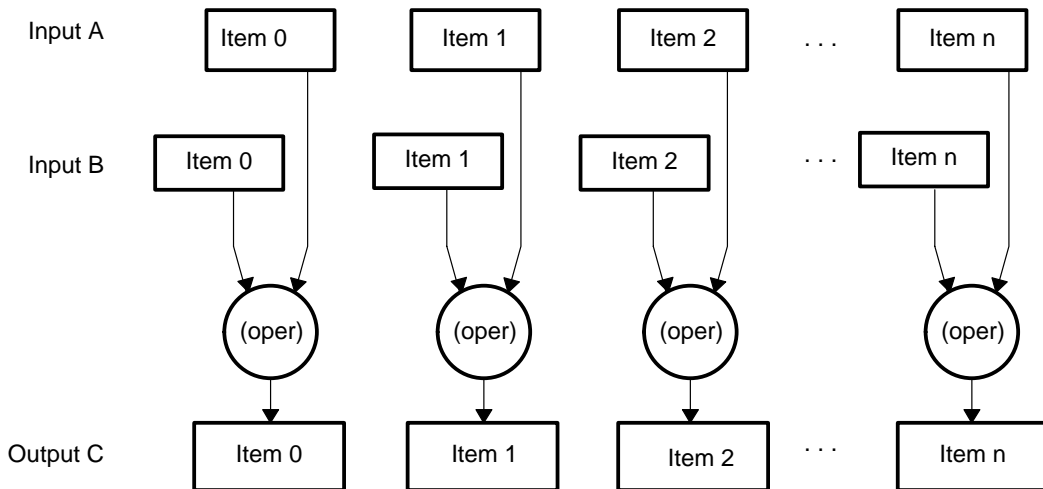 Input A Item 0 Item 1 Item 2 . . . Item n
Input B Item 0 Item 1 Item 2 . . . Item n
(oper) (oper) (oper) (oper)
Output C Item 0 Item 1 Item 2 . . . Item n